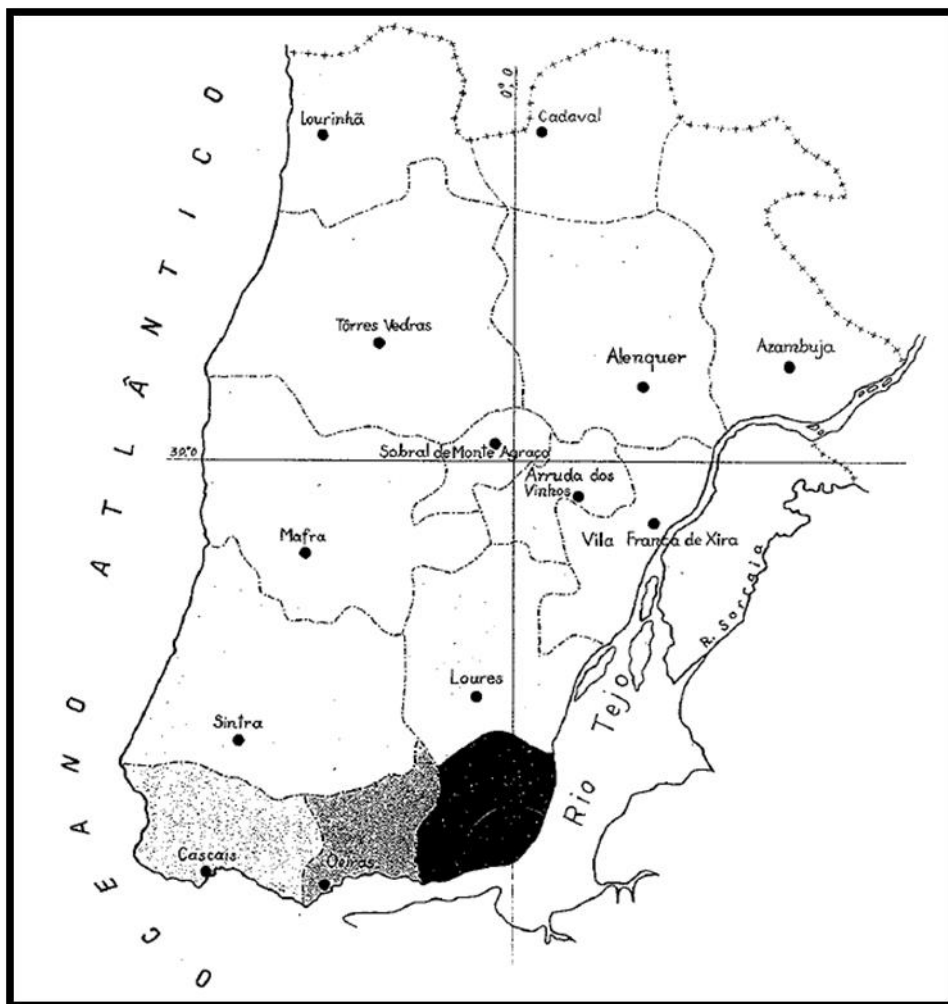 OCEANO ATLÂNTICO
0°,0
Lourinhã
Cadaval
Tôrres Vedras
Alenquer
Azambuja
Sobral de Monte Agraço
39°,0
Arruda dos
Vinhos
Mafra
Vila Franca de Xira
R. Sorraia
Loures
Rio Tejo
Sintra
Cascais
Oeiras